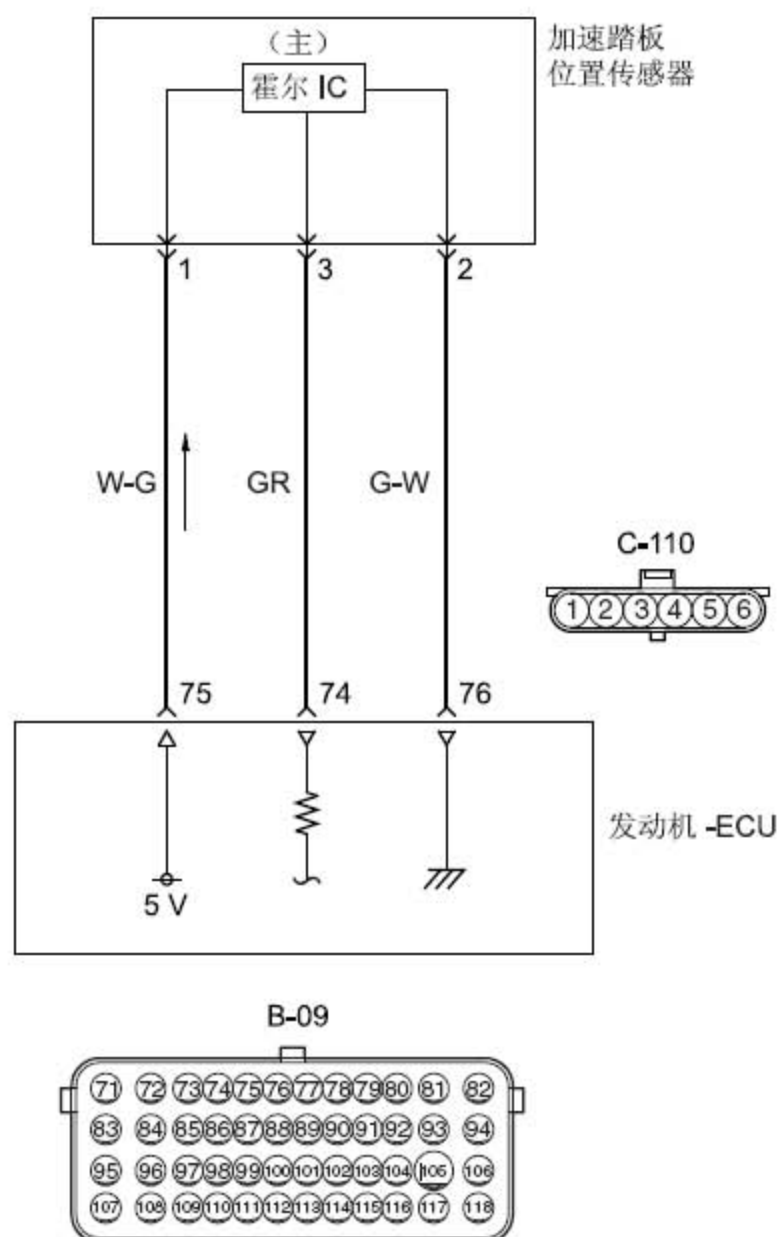 （主）
霍尔 IC
加速踏板
位置传感器
1
3
2
W-G
GR
G-W
C-110
1 2 3 4 5 6
75
74
76
5 V
发动机 -ECU
B-09
71 72 73 74 75 76 77 78 79 80 81 82
83 84 85 86 87 88 89 90 91 92 93 94
95 96 97 98 99 100 101 102 103 104 105 106
107 108 109 110 111 112 113 114 115 116 117 118